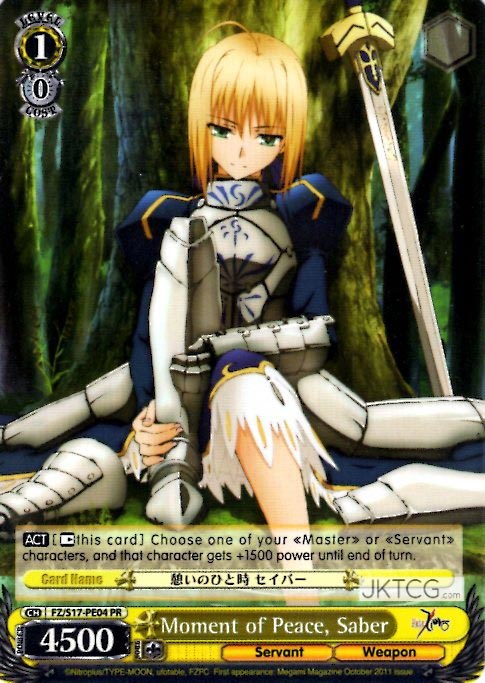 LEVEL
1
0
COST
ACT [ this card] Choose one of your «Master» or «Servant»
characters, and that character gets +1500 power until end of turn.
Card Name
憩いのひと時 セイバー
JKTCG.com
CH FZ/S17-PE04 PR
POWER 4500 SOUL
Moment of Peace, Saber
Fate Zero
Servant Weapon
©Nitroplus/TYPE-MOON, ufotable, FZPC First appearance: Megami Magazine October 2011 issue